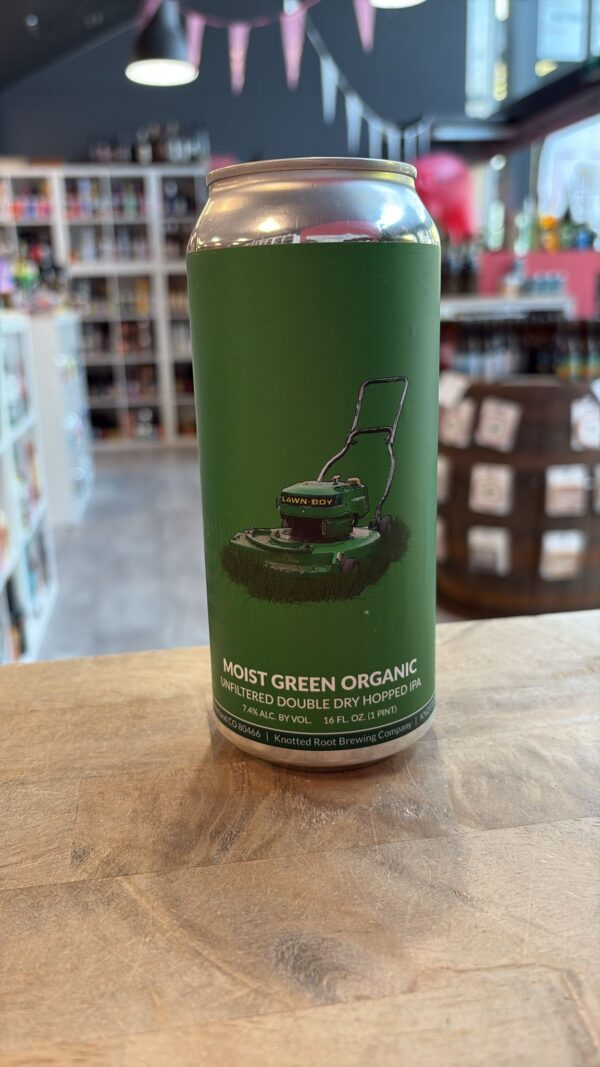 LAWN-BOY
MOIST GREEN ORGANIC
UNFILTERED DOUBLE DRY HOPPED IPA
7.4% ALC. BY VOL. 16 FL. OZ. (1 PINT)
CO 80466 | Knotted Root Brewing Company |